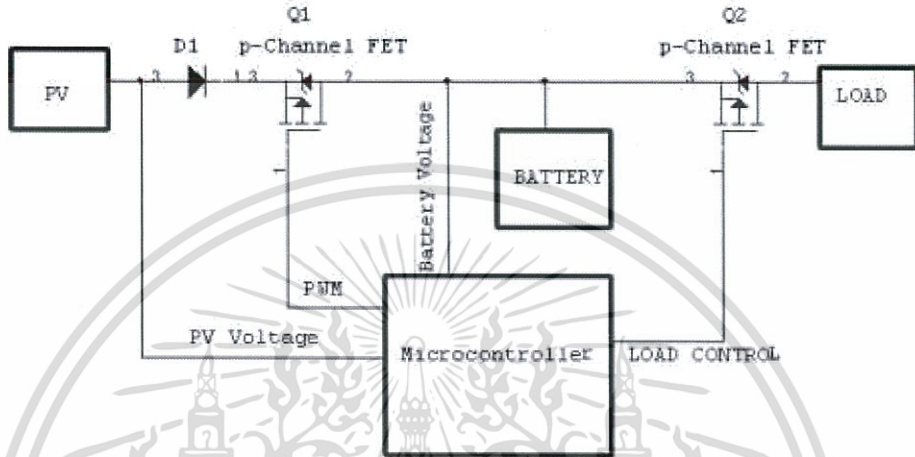 Q1
Q2
D1
p-Channel FET
p-Channel FET
PV
3
1
3
2
3
2
LOAD
1
Battery Voltage
BATTERY
1
PWM
PV Voltage
Microcontroller
LOAD CONTROL